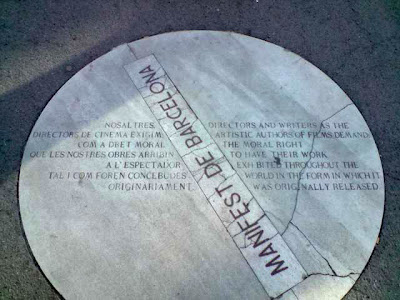 MANIFEST DE BARCELONA
NOSALTRES,
DIRECTORS DE CINEMA EXIGIM
COM A DRET MORAL
QUE LES NOSTRES OBRES ARRIBIN
A L'ESPECTADOR
TAL I COM FOREN CONCEBUDES
ORIGINARIAMENT
DIRECTORS AND WRITERS AS THE
ARTISTIC AUTHORS OF FILMS DEMAND
THE MORAL RIGHT
TO HAVE THEIR WORK
EXHIBITED THROUGHOUT THE
WORLD IN THE FORM IN WHICH IT
WAS ORIGINALLY RELEASED